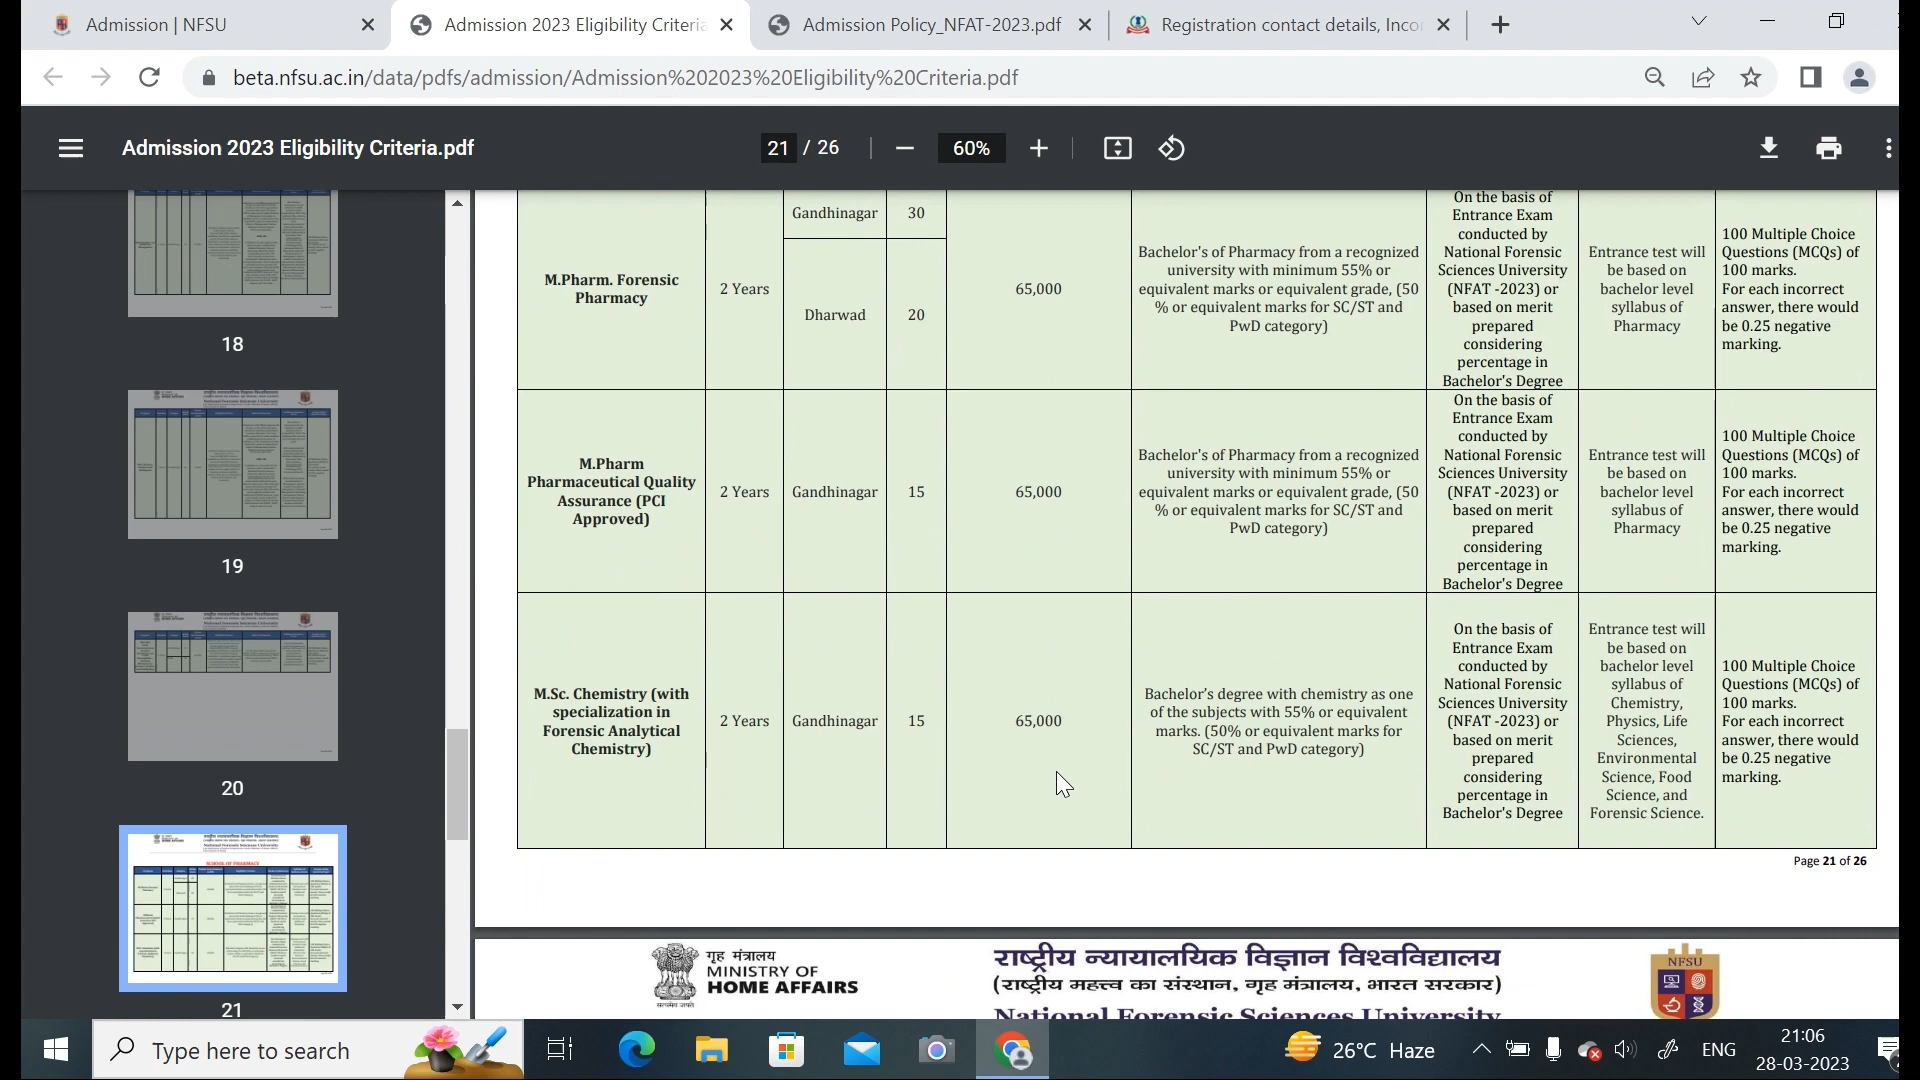 Admission | NFSU
Admission 2023 Eligibility Criteria
Admission Policy_NFAT-2023.pdf
Registration contact details, Inco
beta.nfsu.ac.in/data/pdfs/admission/Admission%202023%20Eligibility%20Criteria.pdf
Admission 2023 Eligibility Criteria.pdf
21 / 26
60%
18
19
20
SCHOOL OF PHARMACY
21
M.Pharm. Forensic
Pharmacy
2 Years
Gandhinagar
30
Dharwad
20
65,000
Bachelor's of Pharmacy from a recognized
university with minimum 55% or
equivalent marks or equivalent grade, (50
% or equivalent marks for SC/ST and
PwD category)
On the basis of
Entrance Exam
conducted by
National Forensic
Sciences University
(NFAT -2023) or
based on merit
prepared
considering
percentage in
Bachelor's Degree
Entrance test will
be based on
bachelor level
syllabus of
Pharmacy
100 Multiple Choice
Questions (MCQs) of
100 marks.
For each incorrect
answer, there would
be 0.25 negative
marking.
M.Pharm
Pharmaceutical Quality
Assurance (PCI
Approved)
2 Years
Gandhinagar
15
65,000
Bachelor's of Pharmacy from a recognized
university with minimum 55% or
equivalent marks or equivalent grade, (50
% or equivalent marks for SC/ST and
PwD category)
On the basis of
Entrance Exam
conducted by
National Forensic
Sciences University
(NFAT -2023) or
based on merit
prepared
considering
percentage in
Bachelor's Degree
Entrance test will
be based on
bachelor level
syllabus of
Pharmacy
100 Multiple Choice
Questions (MCQs) of
100 marks.
For each incorrect
answer, there would
be 0.25 negative
marking.
M.Sc. Chemistry (with
specialization in
Forensic Analytical
Chemistry)
2 Years
Gandhinagar
15
65,000
Bachelor’s degree with chemistry as one
of the subjects with 55% or equivalent
marks. (50% or equivalent marks for
SC/ST and PwD category)
On the basis of
Entrance Exam
conducted by
National Forensic
Sciences University
(NFAT -2023) or
based on merit
prepared
considering
percentage in
Bachelor's Degree
Entrance test will
be based on
bachelor level
syllabus of
Chemistry,
Physics, Life
Sciences,
Environmental
Science, Food
Science, and
Forensic Science.
100 Multiple Choice
Questions (MCQs) of
100 marks.
For each incorrect
answer, there would
be 0.25 negative
marking.
Page 21 of 26
गृह मंत्रालय
MINISTRY OF
HOME AFFAIRS
सत्यमेव जयते
राष्ट्रीय न्यायालयिक विज्ञान विश्वविद्यालय
(राष्ट्रीय महत्त्व का संस्थान, गृह मंत्रालय, भारत सरकार)
National Forensic Sciences University
NFSU
Type here to search
26°C Haze
ENG
21:06
28-03-2023